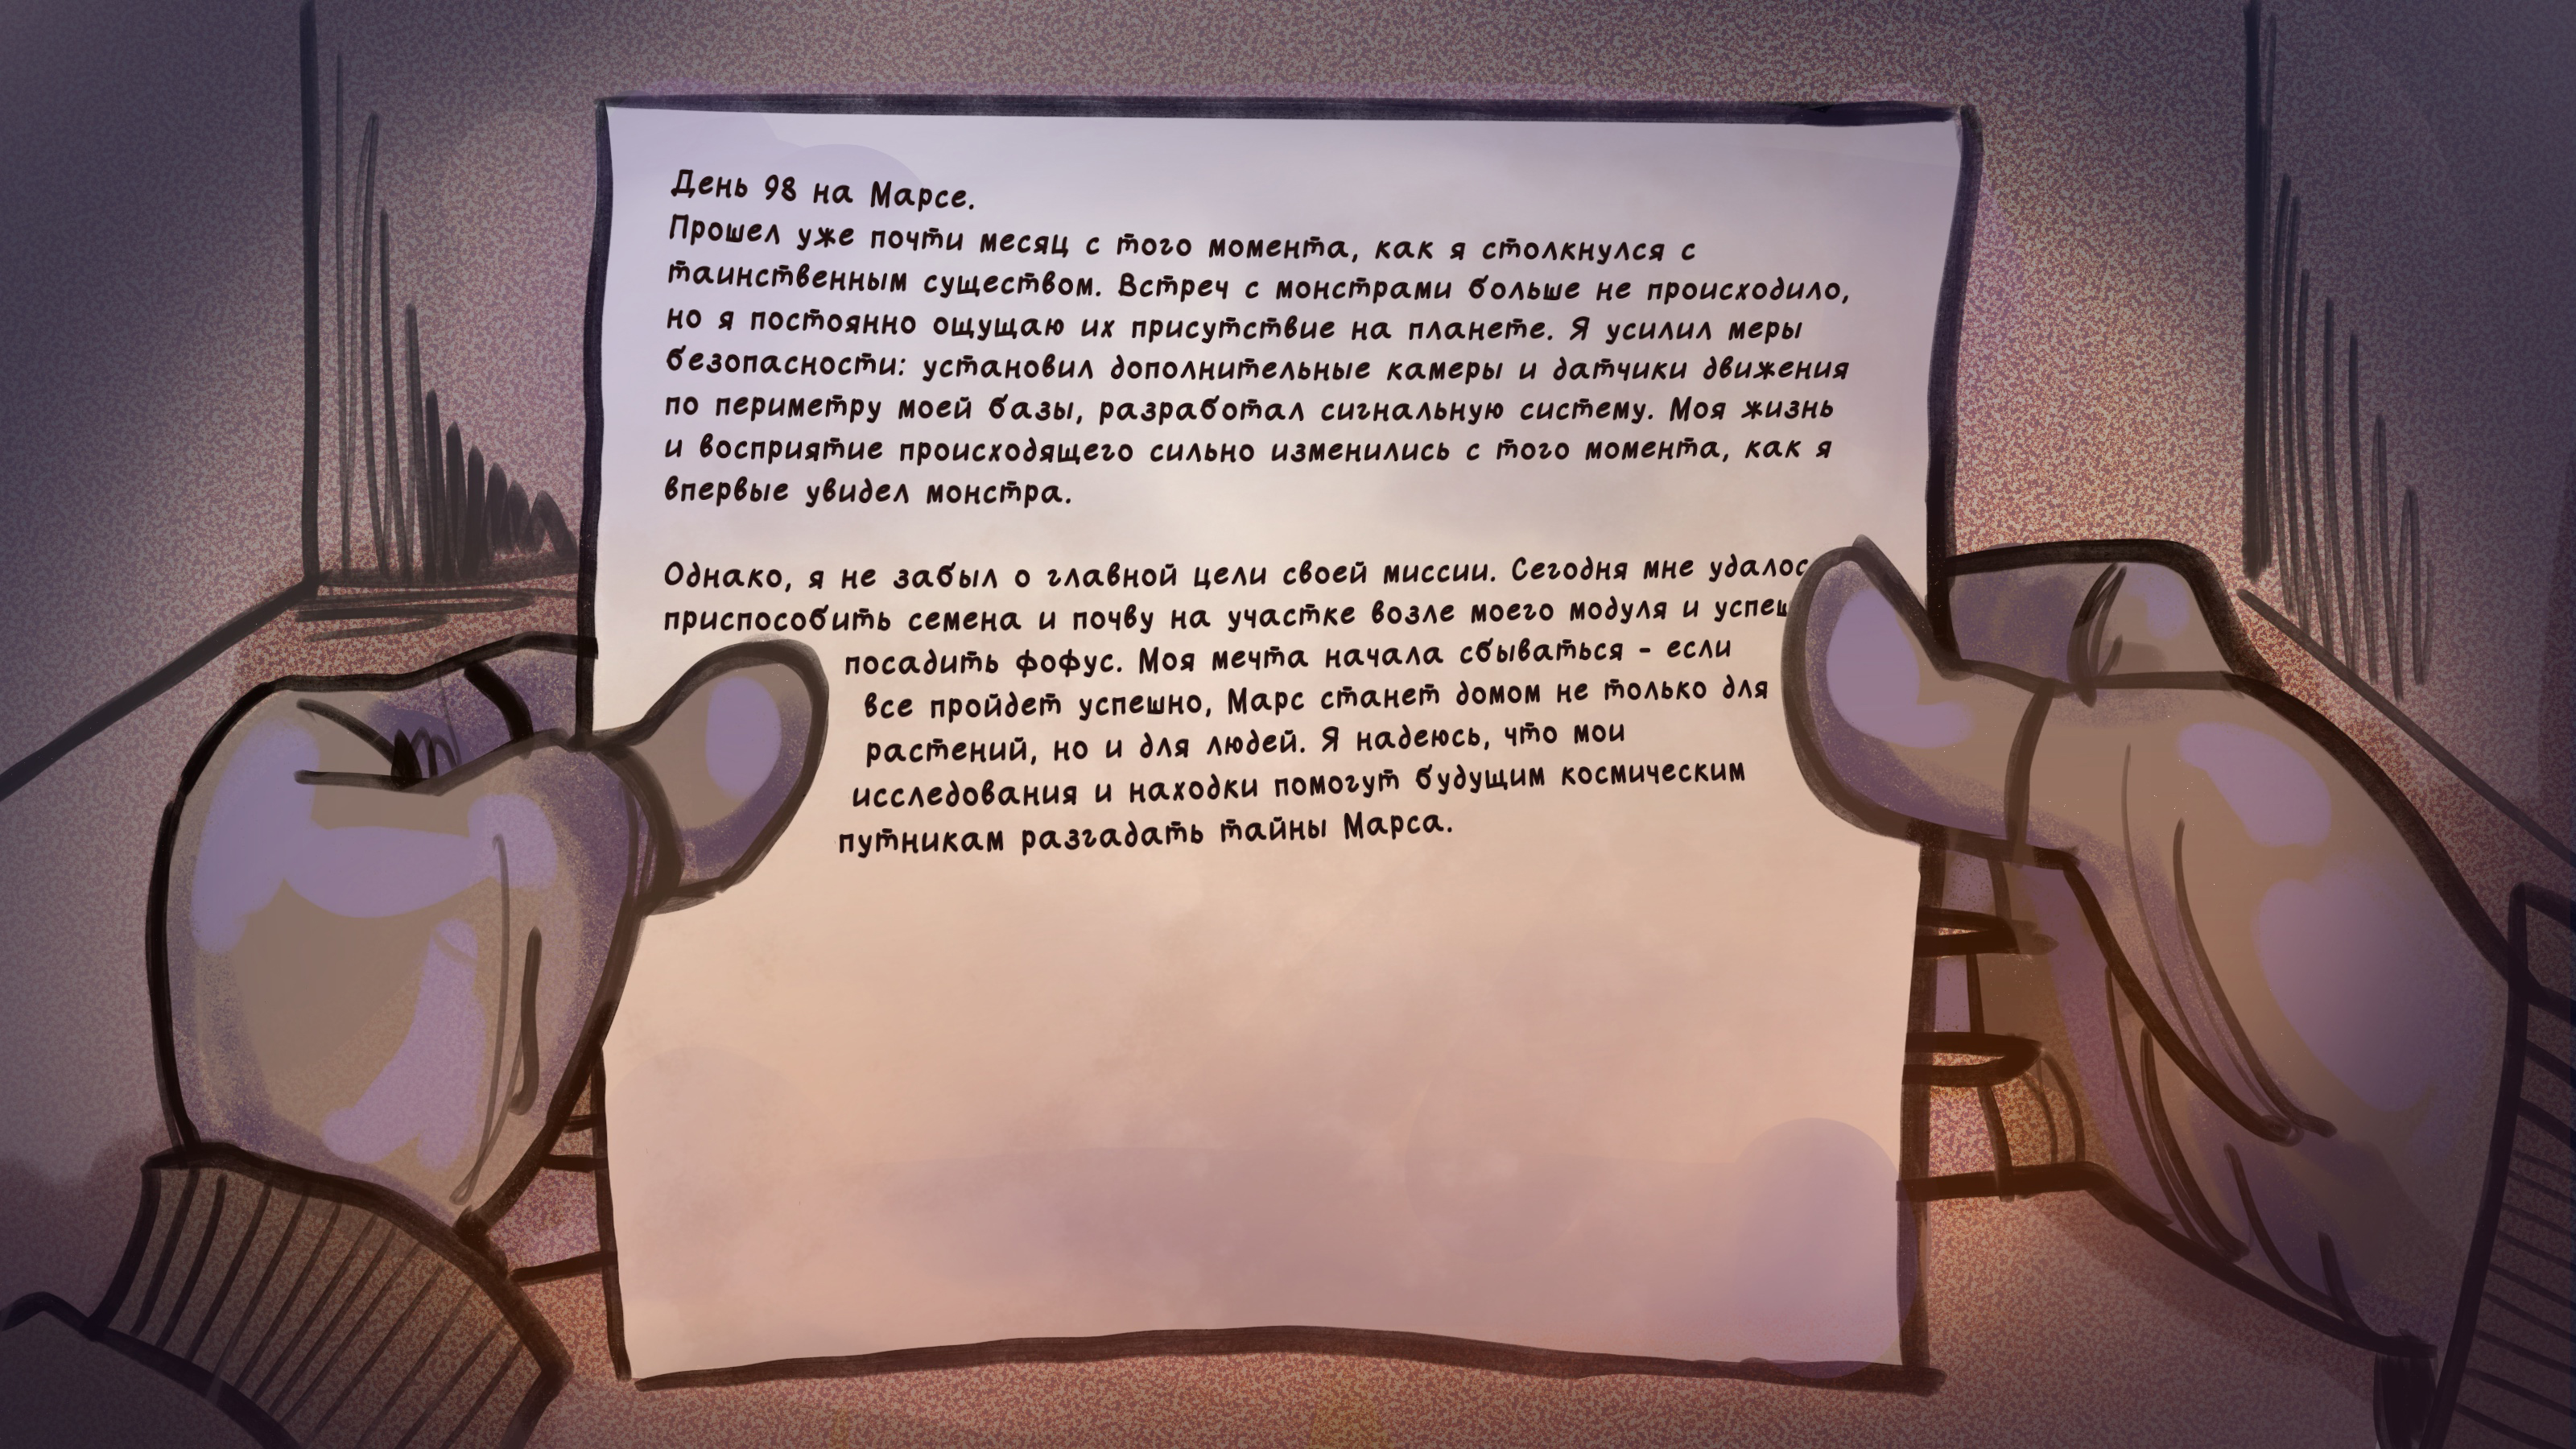 День 98 на Марсе.
Прошел уже почти месяц с того момента, как я столкнулся с
таинственным существом. Встреч с монстрами больше не происходило,
но я постоянно ощущаю их присутствие на планете. Я усилил меры
безопасности: установил дополнительные камеры и датчики движения
по периметру моей базы, разработал сигнальную систему. Моя жизнь
и восприятие происходящего сильно изменились с того момента, как я
впервые увидел монстра.
Однако, я не забыл о главной цели своей миссии. Сегодня мне удалос
приспособить семена и почву на участке возле моего модуля и успеш
посадить фофус. Моя мечта начала сбываться - если
все пройдет успешно, Марс станет домом не только для
растений, но и для людей. Я надеюсь, что мои
исследования и находки помогут будущим космическим
путникам разгадать тайны Марса.